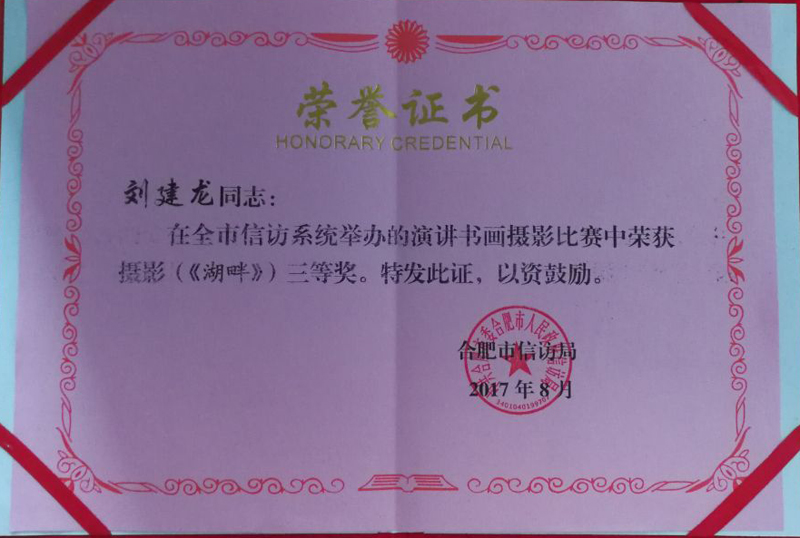 荣誉证书
HONORARY CREDENTIAL
刘建龙同志：
在全市信访系统举办的演讲书画摄影比赛中荣获
摄影（《湖畔》）三等奖。特发此证，以资鼓励。
合肥市信访局
2017年8月